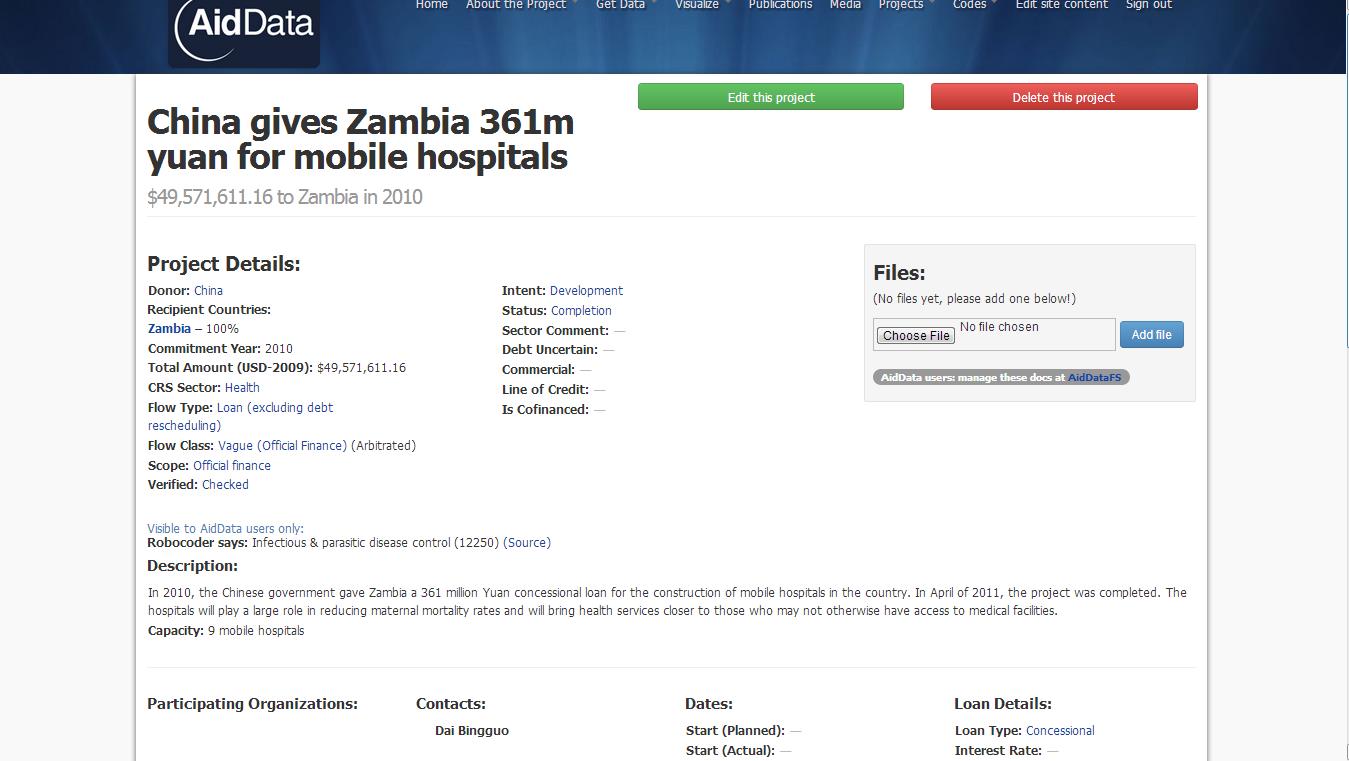 Home About the Project Get Data Visualize Publications Media Projects Codes Edit site content Sign out
AidData
Edit this project
Delete this project
China gives Zambia 361m
yuan for mobile hospitals
$49,571,611.16 to Zambia in 2010
Project Details:
Donor: China
Recipient Countries:
Zambia – 100%
Commitment Year: 2010
Total Amount (USD-2009): $49,571,611.16
CRS Sector: Health
Flow Type: Loan (excluding debt
rescheduling)
Flow Class: Vague (Official Finance) (Arbitrated)
Scope: Official finance
Verified: Checked
Intent: Development
Status: Completion
Sector Comment: —
Debt Uncertain: —
Commercial: —
Line of Credit: —
Is Cofinanced: —
Files:
(No files yet, please add one below!)
Choose File No file chosen
Add file
AidData users: manage these docs at AidDataFS
Visible to AidData users only:
Robocoder says: Infectious & parasitic disease control (12250) (Source)
Description:
In 2010, the Chinese government gave Zambia a 361 million Yuan concessional loan for the construction of mobile hospitals in the country. In April of 2011, the project was completed. The
hospitals will play a large role in reducing maternal mortality rates and will bring health services closer to those who may not otherwise have access to medical facilities.
Capacity: 9 mobile hospitals
Participating Organizations:
Contacts:
Dai Bingguo
Dates:
Start (Planned): —
Start (Actual): —
Loan Details:
Loan Type: Concessional
Interest Rate: —